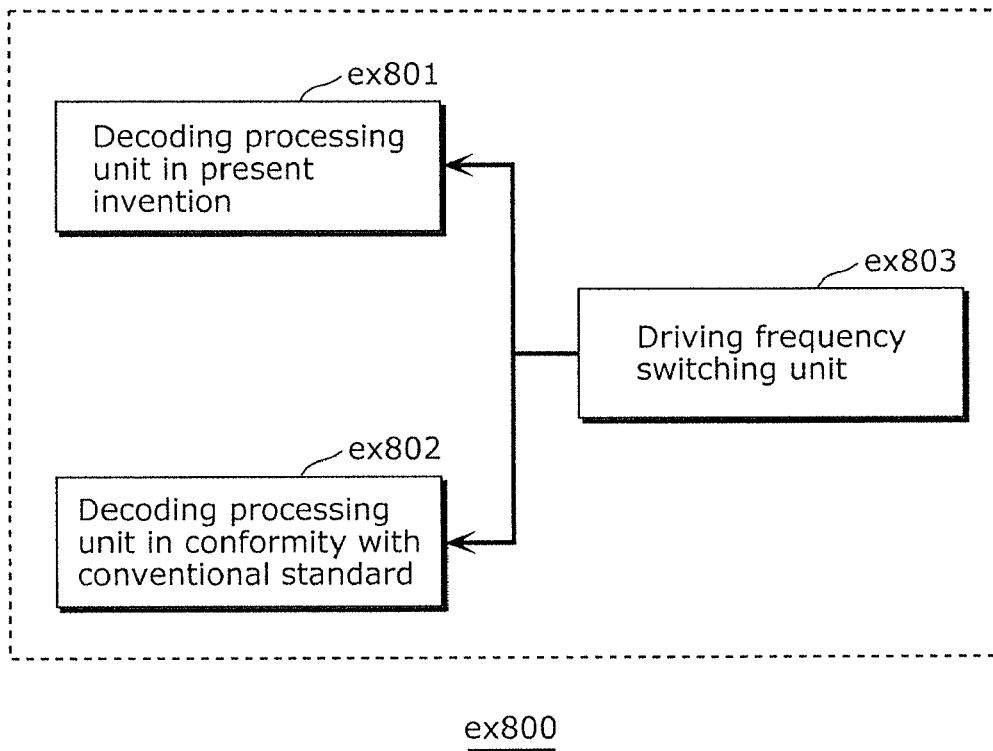 ex801
Decoding processing
unit in present
invention
ex803
Driving frequency
switching unit
ex802
Decoding processing
unit in conformity with
conventional standard
ex800